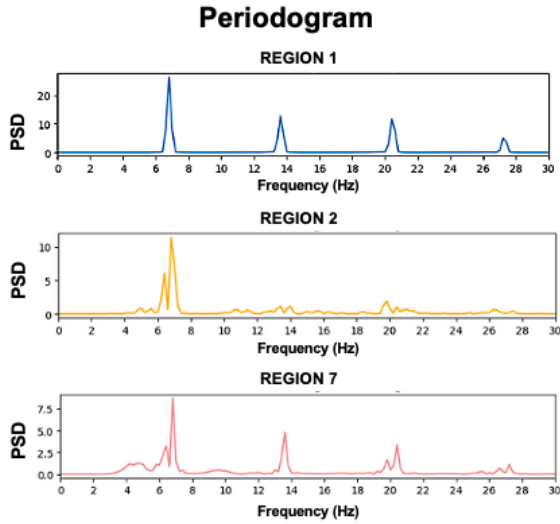 Periodogram
REGION 1
PSD
20
10
0
0 2 4 6 8 10 12 14 16 18 20 22 24 26 28 30
Frequency (Hz)
REGION 2
PSD
10
5
0
0 2 4 6 8 10 12 14 16 18 20 22 24 26 28 30
Frequency (Hz)
REGION 7
PSD
7.5
5.0
2.5
0.0
0 2 4 6 8 10 12 14 16 18 20 22 24 26 28 30
Frequency (Hz)